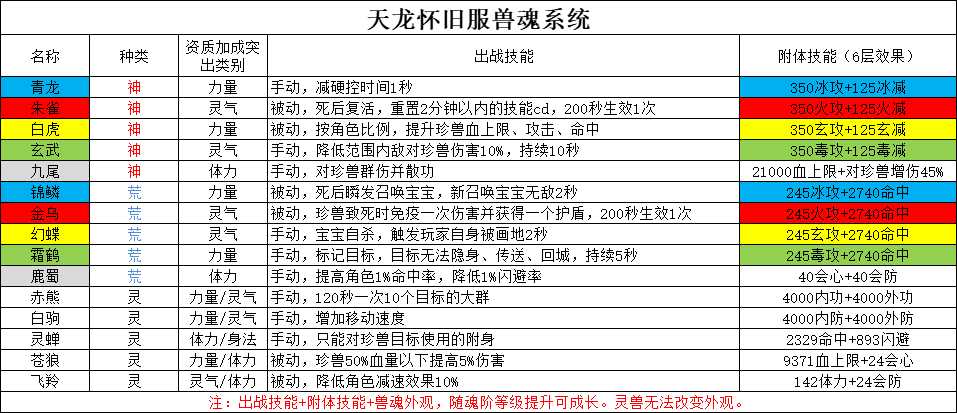 天龙怀旧服兽魂系统
名称 种类 资质加成突出类别 出战技能 附体技能（6层效果）
青龙 神 力量 手动，减硬控时间1秒 350冰攻+125冰减
朱雀 神 灵气 被动，死后复活，重置2分钟以内的技能cd，200秒生效1次 350火攻+125火减
白虎 神 力量 被动，按角色比例，提升珍兽血上限、攻击、命中 350玄攻+125玄减
玄武 神 灵气 手动，降低范围内敌对珍兽伤害10%，持续10秒 350毒攻+125毒减
九尾 神 体力 手动，对珍兽群伤并散功 21000血上限+对珍兽增伤45%
锦鳞 荒 力量 被动，死后瞬发召唤宝宝，新召唤宝宝无敌2秒 245冰攻+2740命中
金乌 荒 灵气 被动，珍兽致死时免疫一次伤害并获得一个护盾，200秒生效1次 245火攻+2740命中
幻蝶 荒 灵气 手动，宝宝自杀，触发玩家自身被画地2秒 245玄攻+2740命中
霜鹤 荒 力量 手动，标记目标，目标无法隐身、传送、回城，持续5秒 245毒攻+2740命中
鹿蜀 荒 体力 手动，提高角色1%命中率，降低1%闪避率 40会心+40会防
赤熊 灵 力量/灵气 手动，120秒一次10个目标的大群 4000内功+4000外功
白驹 灵 力量/灵气 手动，增加移动速度 4000内防+4000外防
灵蝉 灵 体力/身法 手动，只能对珍兽目标使用的附身 2329命中+893闪避
苍狼 灵 力量/体力 被动，珍兽50%血量以下提高5%伤害 9371血上限+24会心
飞羚 灵 灵气/体力 被动，降低角色减速效果10% 142体力+24会防
注：出战技能+附体技能+兽魂外观，随魂阶等级提升可成长。灵兽无法改变外观。